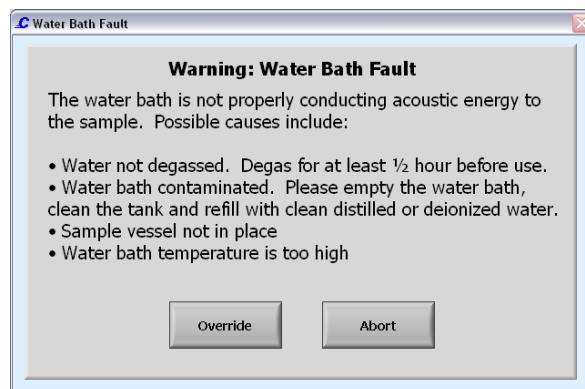 C Water Bath Fault
Warning: Water Bath Fault
The water bath is not properly conducting acoustic energy to
the sample.  Possible causes include:
• Water not degassed.  Degas for at least ½ hour before use.
• Water bath contaminated.  Please empty the water bath,
clean the tank and refill with clean distilled or deionized water.
• Sample vessel not in place
• Water bath temperature is too high
Override
Abort